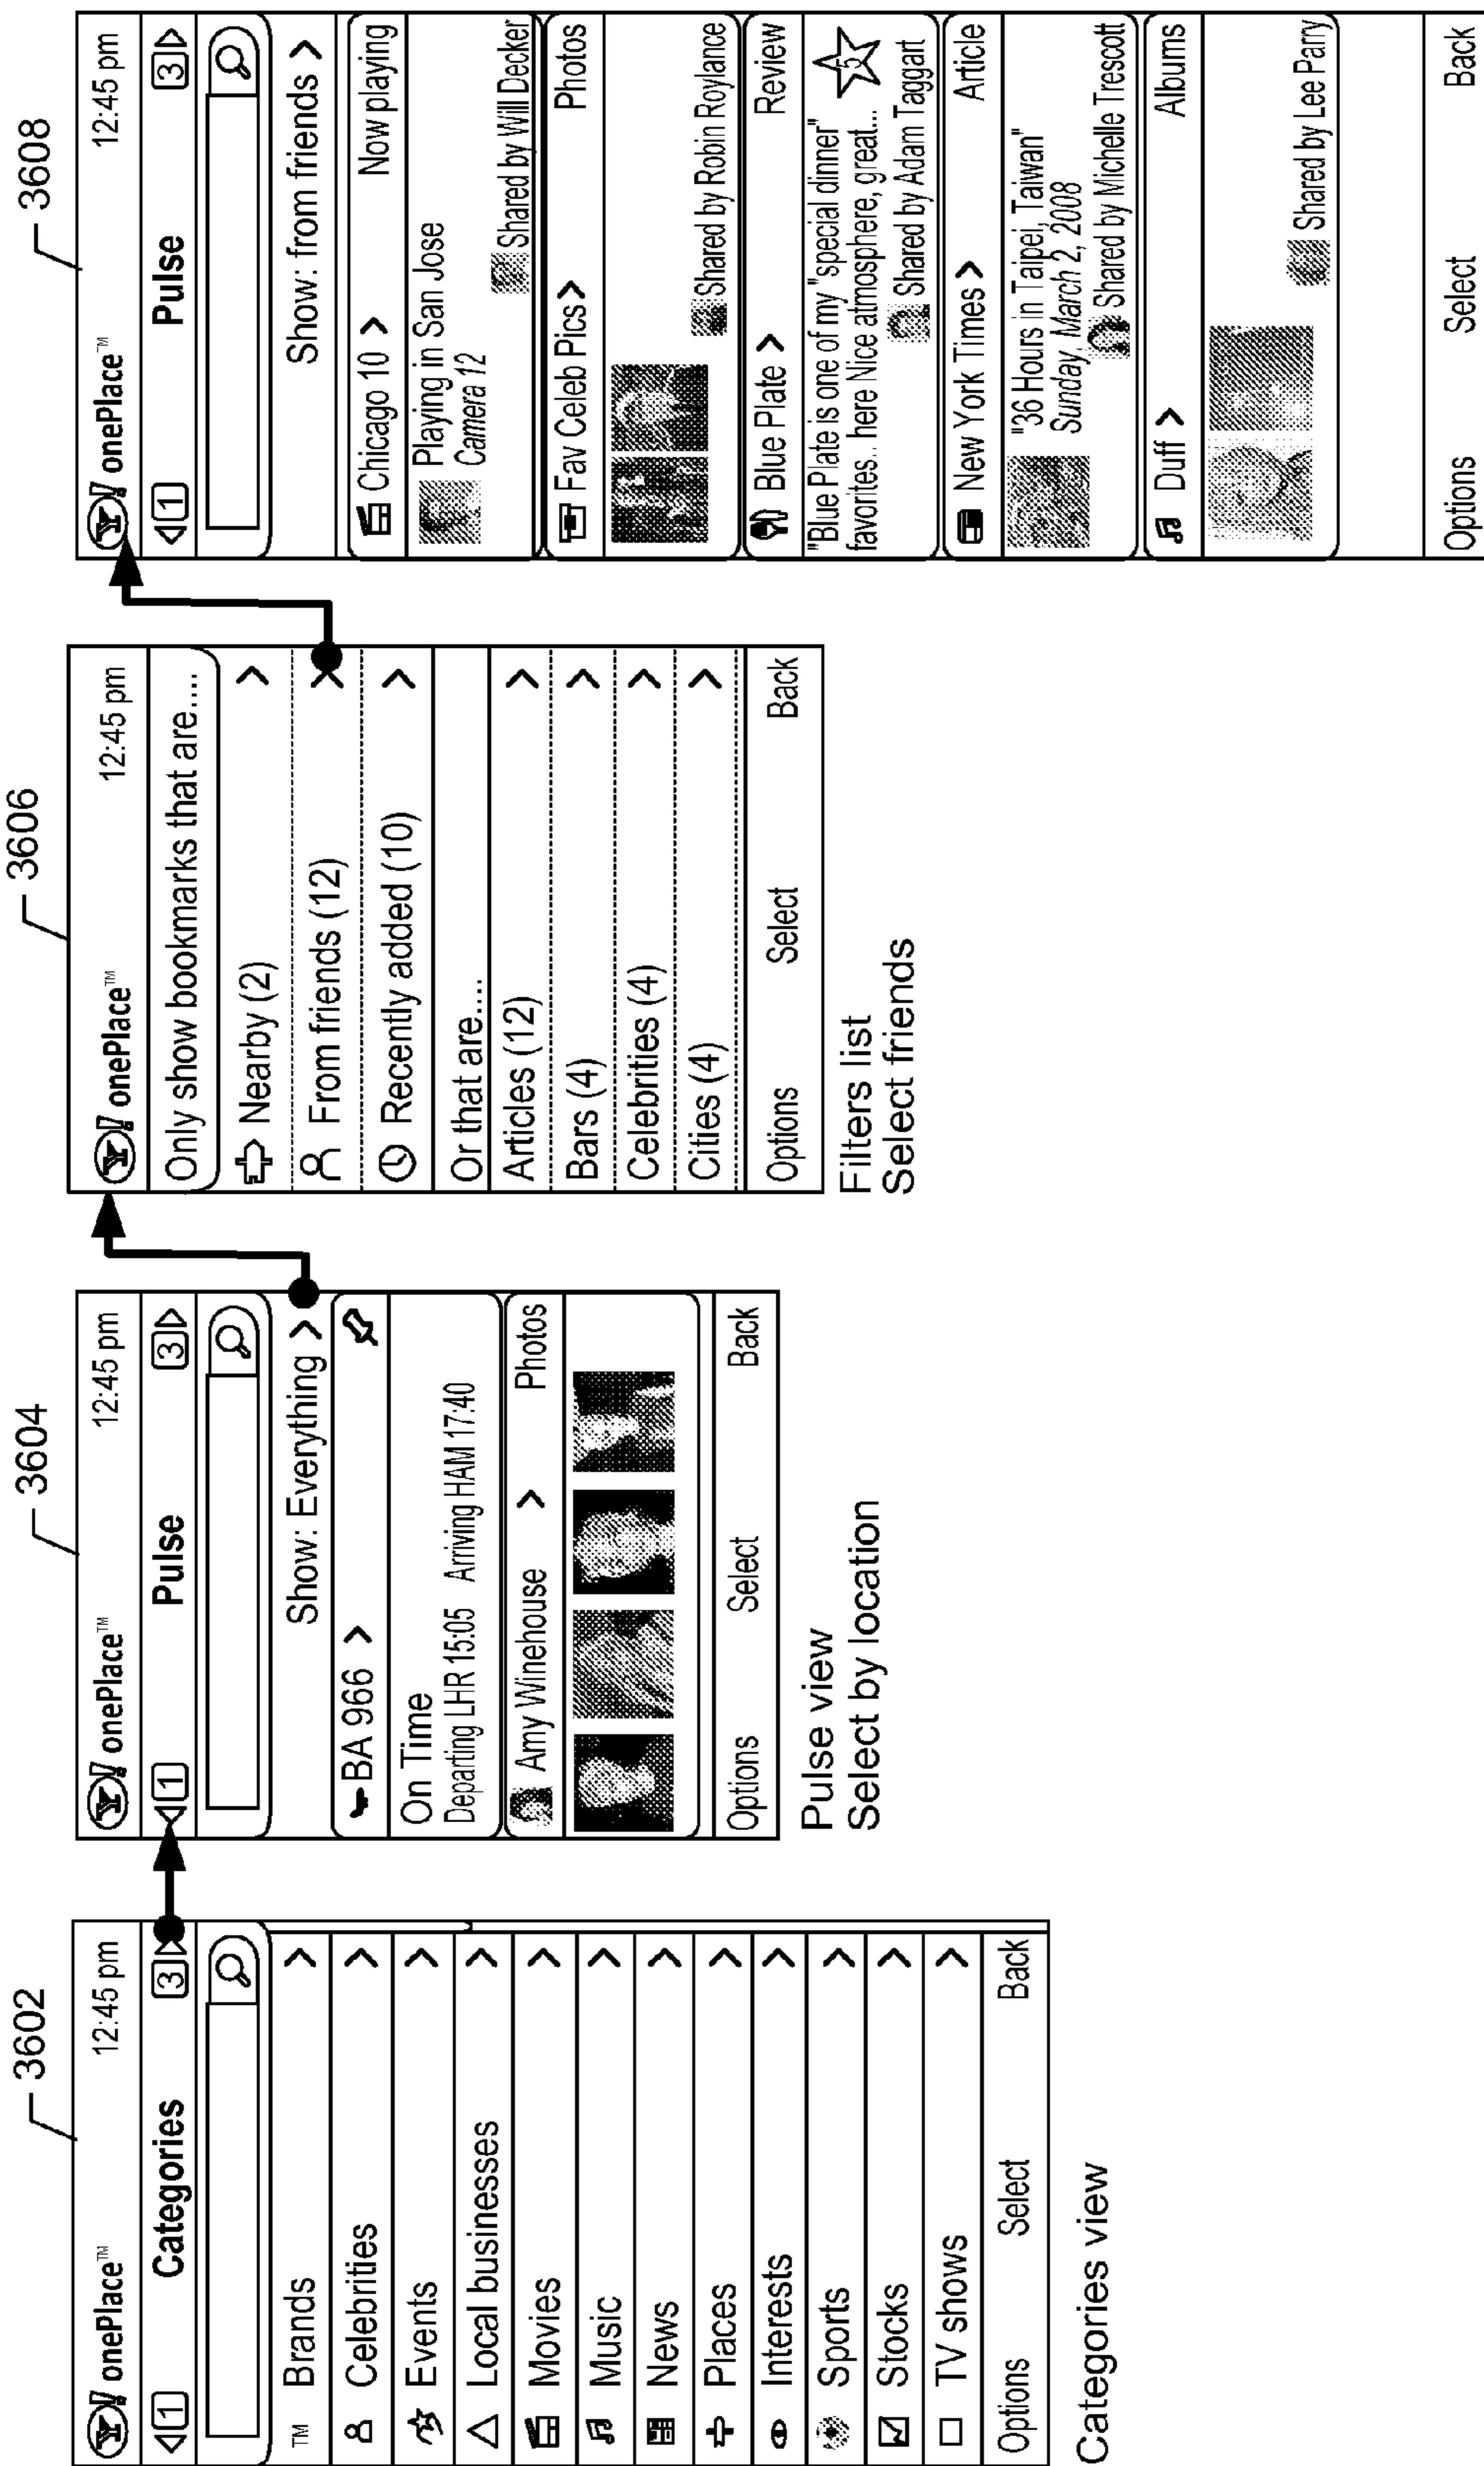 3602
Y! onePlace™ 12:45 pm
1 Categories 3
TM Brands >
Celebrities >
Events >
Local businesses >
Movies >
Music >
News >
Places >
Interests >
Sports >
Stocks >
TV shows >
Options Select Back
Categories view
3604
Y! onePlace™ 12:45 pm
1 Pulse 3
Show: Everything >
BA 966 >
On Time
Departing LHR 15:05 Arriving HAM 17:40
Amy Winehouse > Photos
Options Select Back
Pulse view
Select by location
3606
Y! onePlace™ 12:45 pm
Only show bookmarks that are....
Nearby (2) >
From friends (12) >
Recently added (10) >
Or that are....
Articles (12) >
Bars (4) >
Celebrities (4) >
Cities (4) >
Options Select Back
Filters list
Select friends
3608
Y! onePlace™ 12:45 pm
1 Pulse 3
Show: from friends >
Chicago 10 > Now playing
Playing in San Jose
Camera 12
Shared by Will Decker
Fav Celeb Pics > Photos
Shared by Robin Roylance
Blue Plate > Review
"Blue Plate is one of my "special dinner"
favorites.. here Nice atmosphere, great... 5
Shared by Adam Taggart
New York Times > Article
"36 Hours in Taipei, Taiwan"
Sunday, March 2, 2008
Shared by Michelle Trescott
Duff > Albums
Shared by Lee Parry
Options Select Back